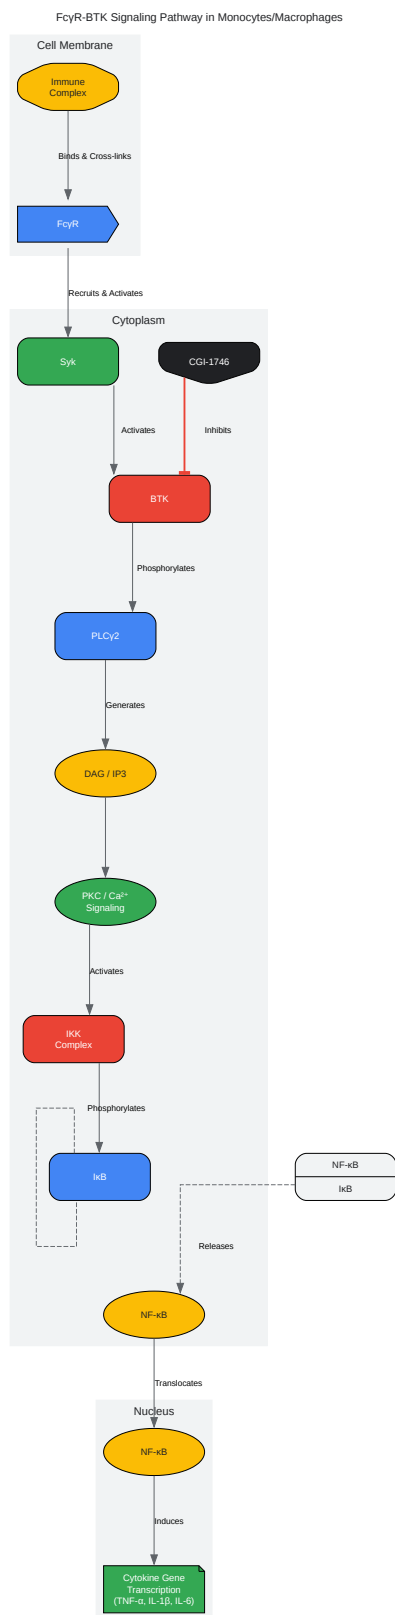 FcγR-BTK Signaling Pathway in Monocytes/Macrophages
Cell Membrane
Immune
Complex
Binds & Cross-links
FcγR
Recruits & Activates
Cytoplasm
Syk
CGI-1746
Activates
Inhibits
BTK
Phosphorylates
PLCγ2
Generates
DAG / IP3
PKC / Ca²⁺
Signaling
Activates
IKK
Complex
Phosphorylates
IκB
NF-κB
IκB
Releases
NF-κB
Translocates
Nucleus
NF-κB
Induces
Cytokine Gene
Transcription
(TNF-α, IL-1β, IL-6)